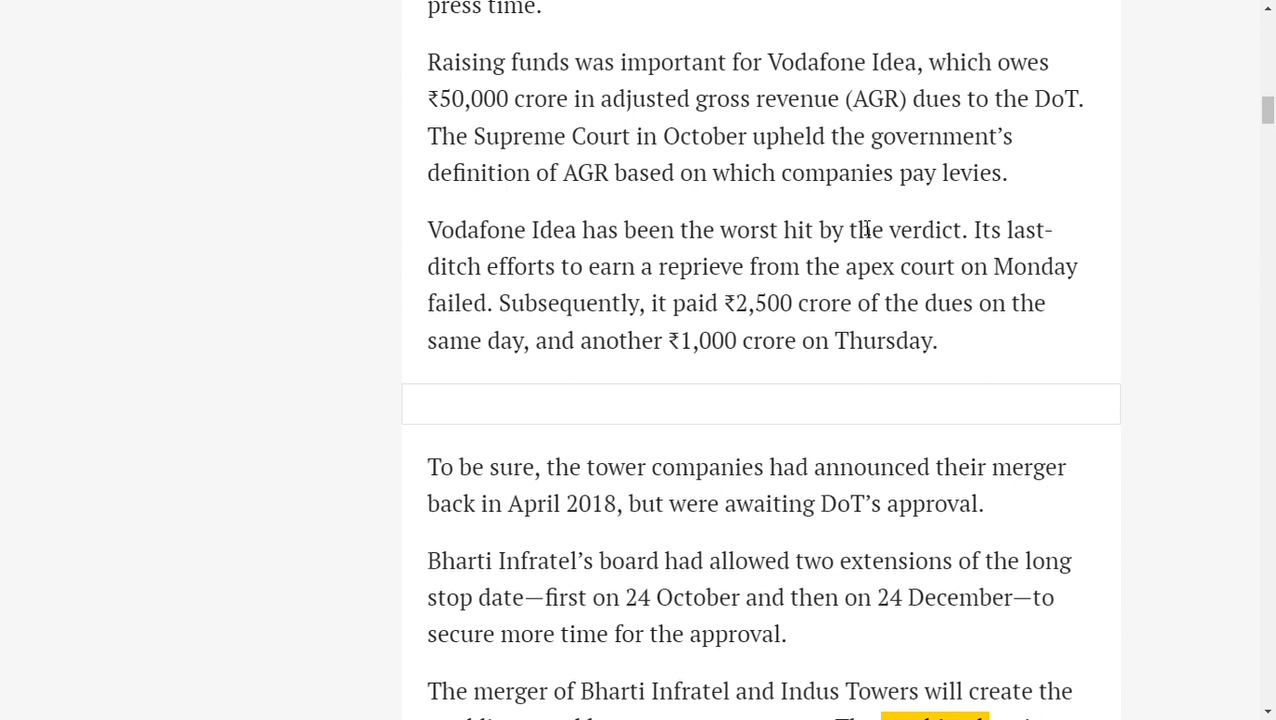 press time.
Raising funds was important for Vodafone Idea, which owes
₹50,000 crore in adjusted gross revenue (AGR) dues to the DoT.
The Supreme Court in October upheld the government’s
definition of AGR based on which companies pay levies.
Vodafone Idea has been the worst hit by the verdict. Its last-
ditch efforts to earn a reprieve from the apex court on Monday
failed. Subsequently, it paid ₹2,500 crore of the dues on the
same day, and another ₹1,000 crore on Thursday.
To be sure, the tower companies had announced their merger
back in April 2018, but were awaiting DoT’s approval.
Bharti Infratel’s board had allowed two extensions of the long
stop date—first on 24 October and then on 24 December—to
secure more time for the approval.
The merger of Bharti Infratel and Indus Towers will create the